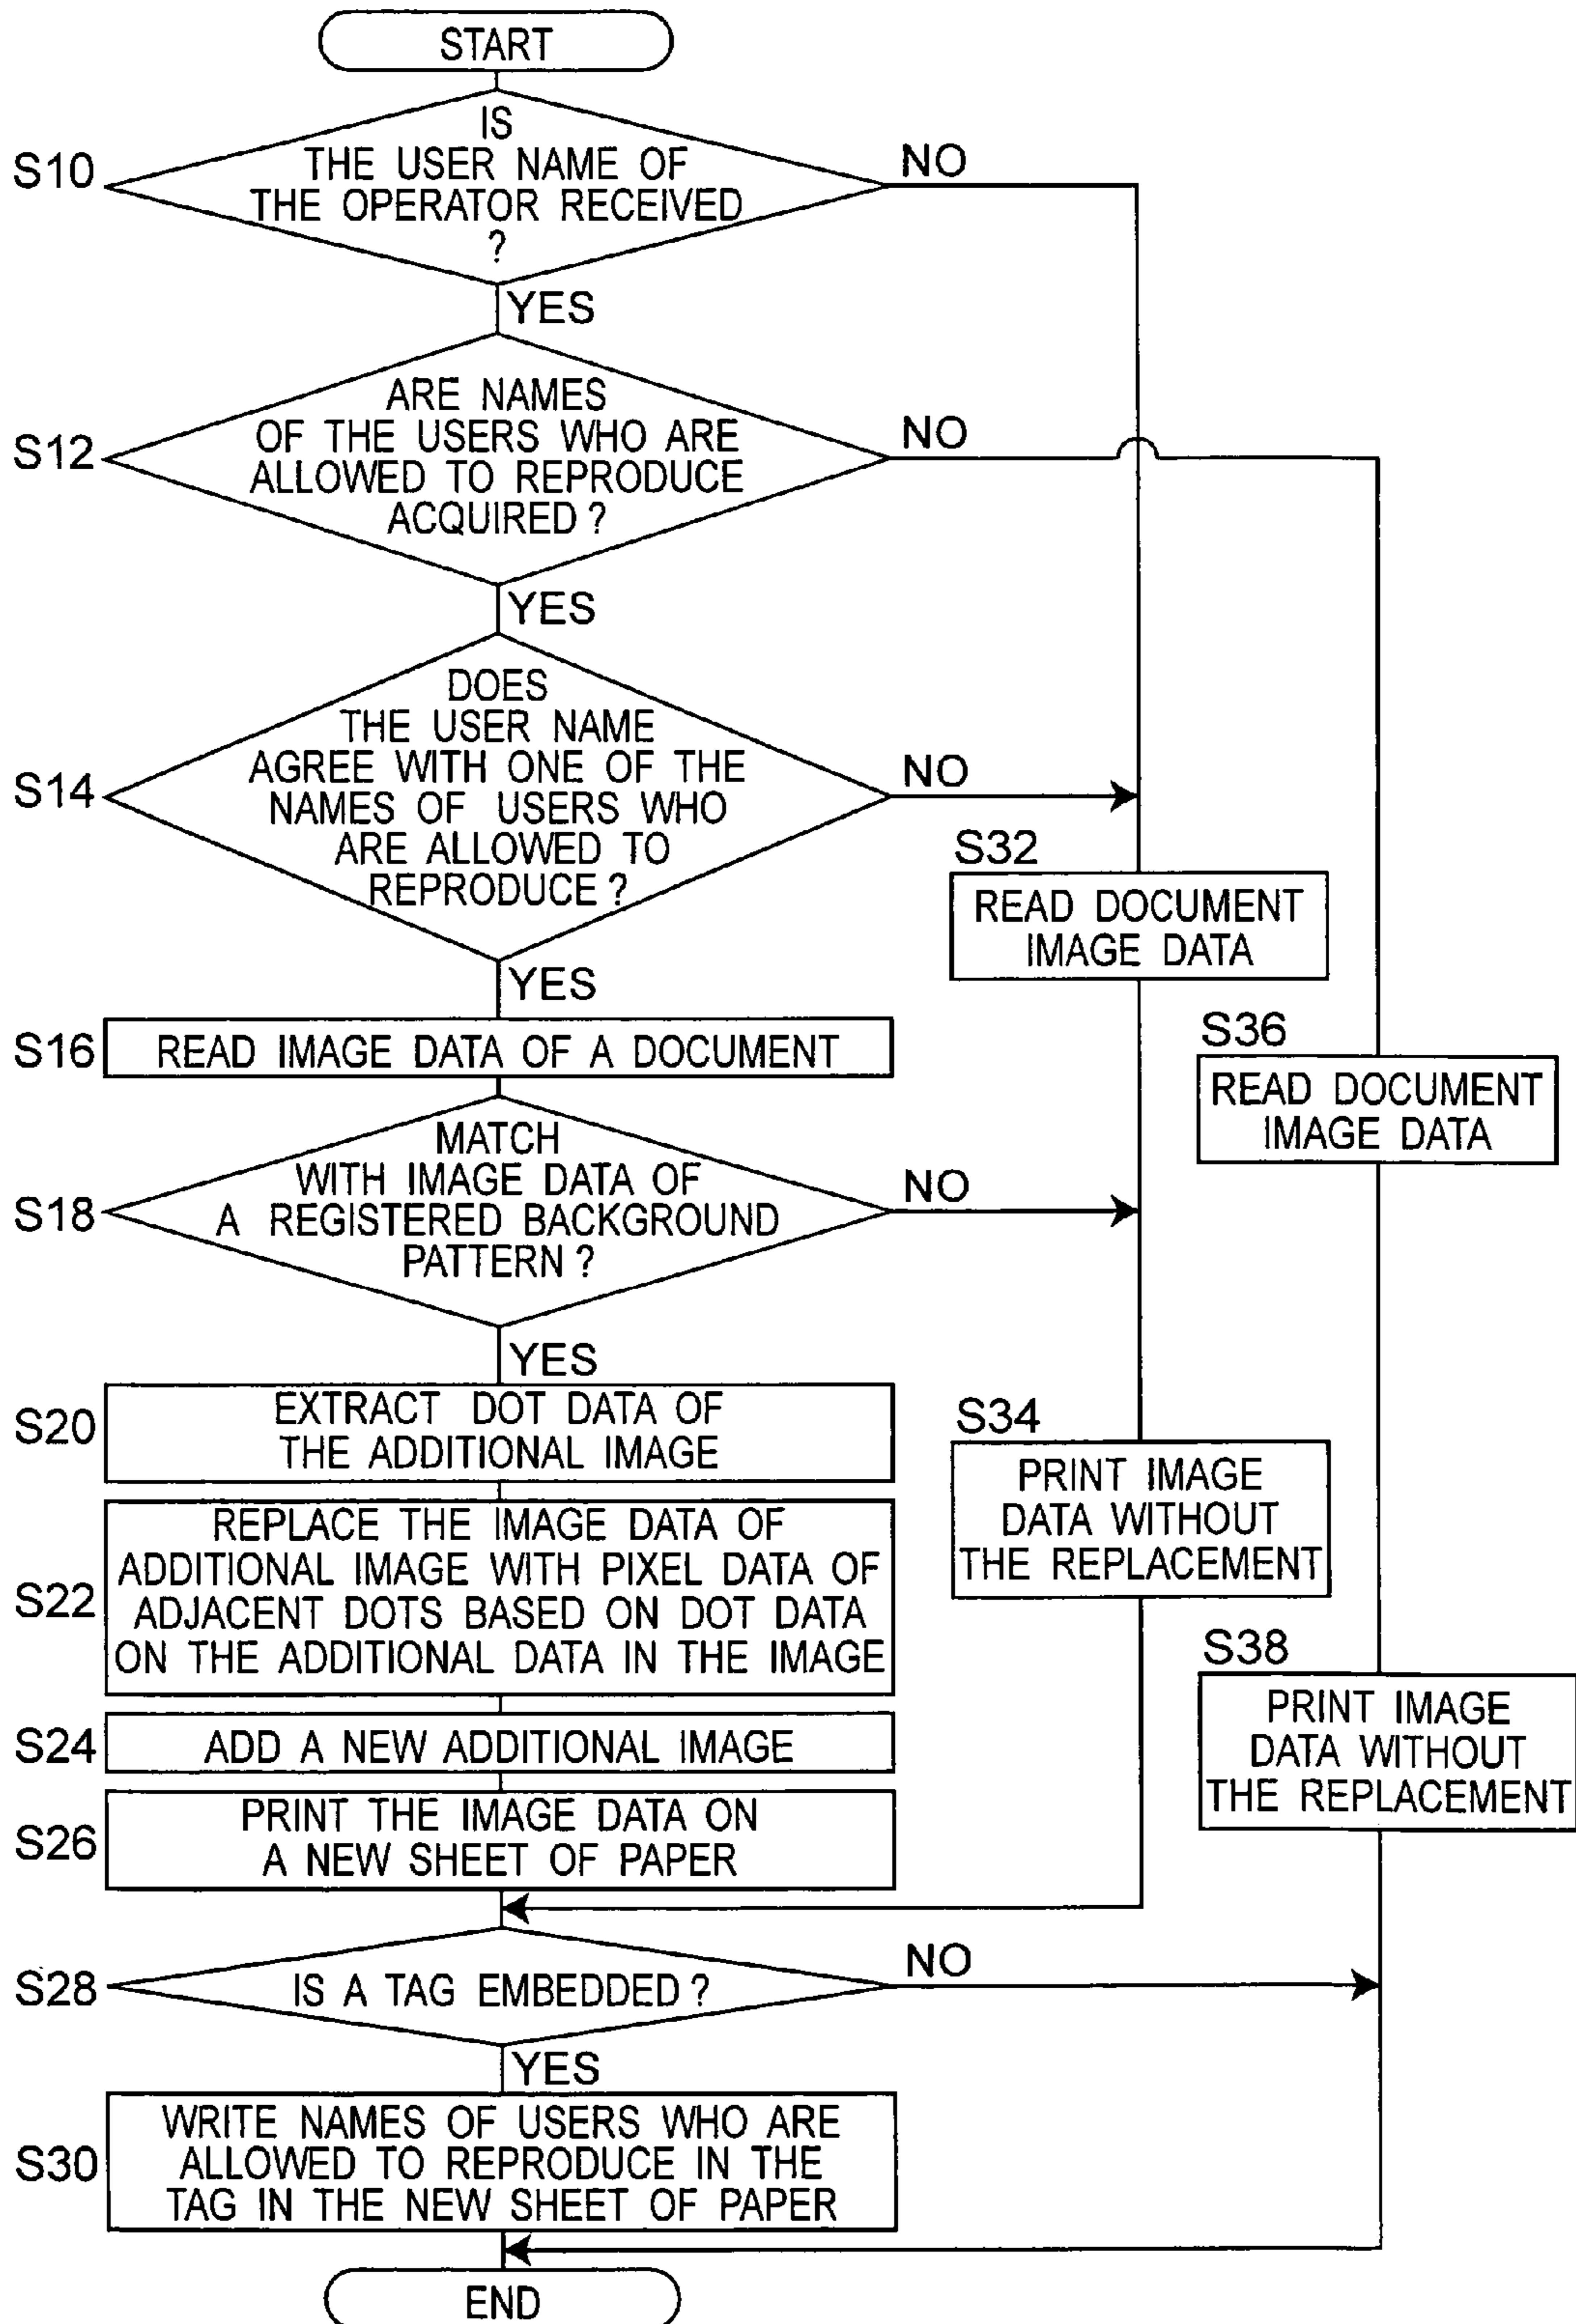 START
S10
IS
THE USER NAME OF
THE OPERATOR RECEIVED
?
NO
YES
S12
ARE NAMES
OF THE USERS WHO ARE
ALLOWED TO REPRODUCE
ACQUIRED ?
NO
YES
S14
DOES
THE USER NAME
AGREE WITH ONE OF THE
NAMES OF USERS WHO
ARE ALLOWED TO
REPRODUCE ?
NO
YES
S32
READ DOCUMENT
IMAGE DATA
S16
READ IMAGE DATA OF A DOCUMENT
S36
READ DOCUMENT
IMAGE DATA
S18
MATCH
WITH IMAGE DATA OF
A REGISTERED BACKGROUND
PATTERN ?
NO
YES
S20
EXTRACT DOT DATA OF
THE ADDITIONAL IMAGE
S34
PRINT IMAGE
DATA WITHOUT
THE REPLACEMENT
S22
REPLACE THE IMAGE DATA OF
ADDITIONAL IMAGE WITH PIXEL DATA OF
ADJACENT DOTS BASED ON DOT DATA
ON THE ADDITIONAL DATA IN THE IMAGE
S38
PRINT IMAGE
DATA WITHOUT
THE REPLACEMENT
S24
ADD A NEW ADDITIONAL IMAGE
S26
PRINT THE IMAGE DATA ON
A NEW SHEET OF PAPER
S28
IS A TAG EMBEDDED ?
NO
YES
S30
WRITE NAMES OF USERS WHO ARE
ALLOWED TO REPRODUCE IN THE
TAG IN THE NEW SHEET OF PAPER
END